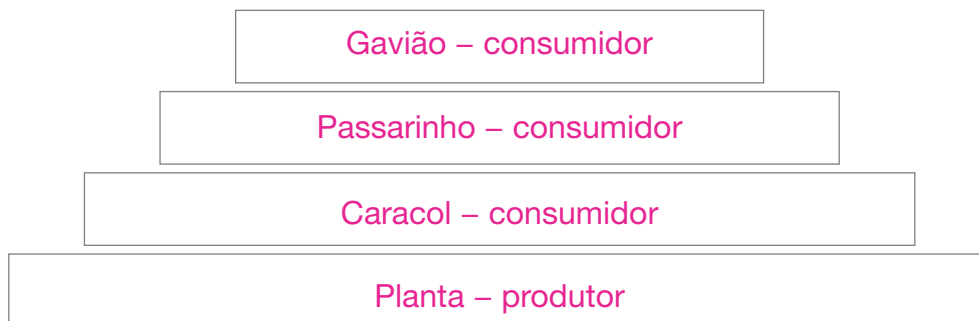 Gavião – consumidor
Passarinho – consumidor
Caracol – consumidor
Planta – produtor